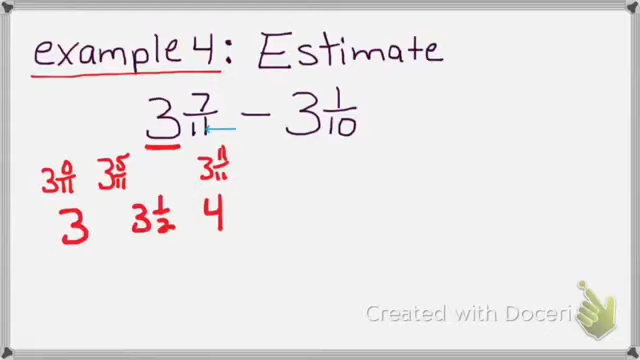 example 4: Estimate
3 7/11 - 3 1/10
3 0/11 3 5/11 3 11/11
3 3 1/2 4
Created with Doceri